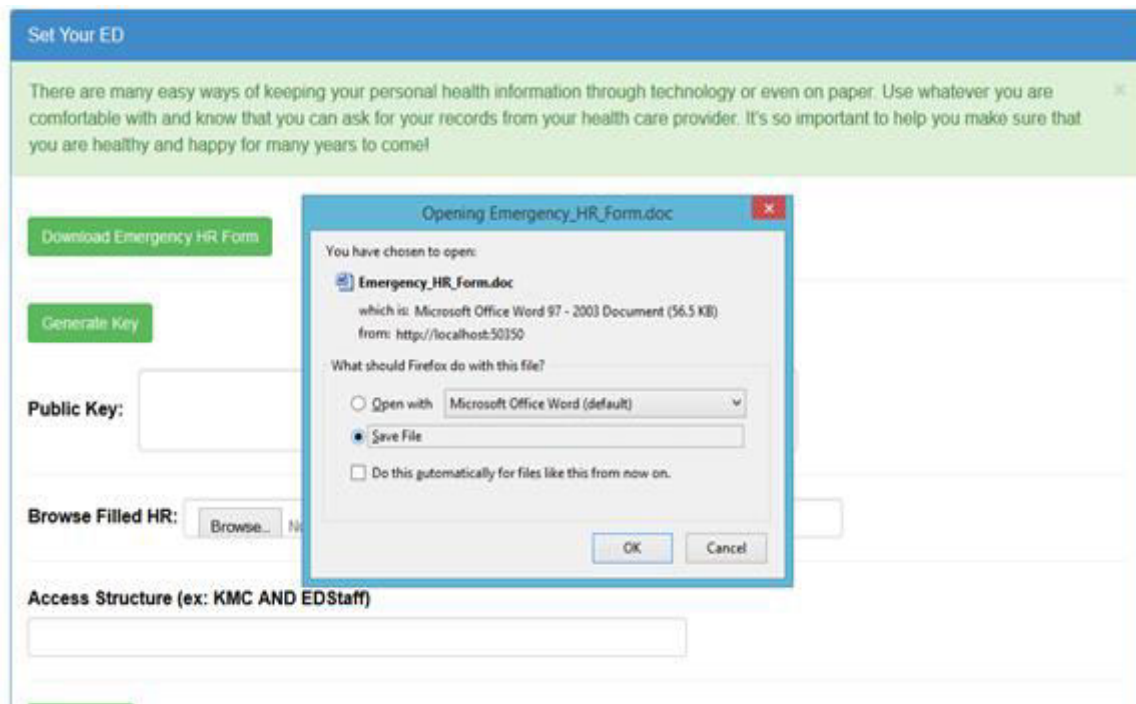 Set Your ED
There are many easy ways of keeping your personal health information through technology or even on paper. Use whatever you are
comfortable with and know that you can ask for your records from your health care provider. It's so important to help you make sure that
you are healthy and happy for many years to come!
×
Download Emergency HR Form
Generate Key
Public Key:
Browse Filled HR:
Browse...
Access Structure (ex: KMC AND EDStaff)
Opening Emergency_HR_Form.doc
You have chosen to open:
Emergency_HR_Form.doc
which is: Microsoft Office Word 97 - 2003 Document (56.5 KB)
from: http://localhost:50350
What should Firefox do with this file?
Open with Microsoft Office Word (default)
Save File
Do this automatically for files like this from now on.
OK Cancel